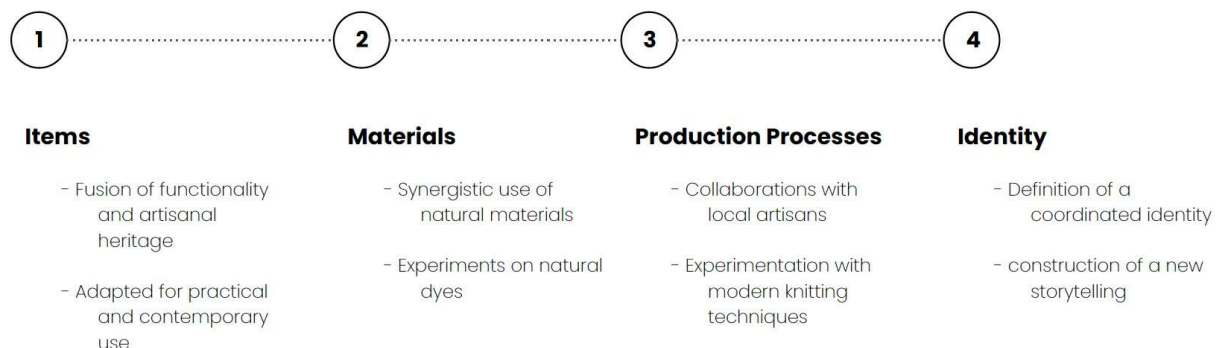 1
2
3
4
Items
- Fusion of functionality
and artisanal
heritage
- Adapted for practical
and contemporary
use
Materials
- Synergistic use of
natural materials
- Experiments on natural
dyes
Production Processes
- Collaborations with
local artisans
- Experimentation with
modern knitting
techniques
Identity
- Definition of a
coordinated identity
- construction of a new
storytelling